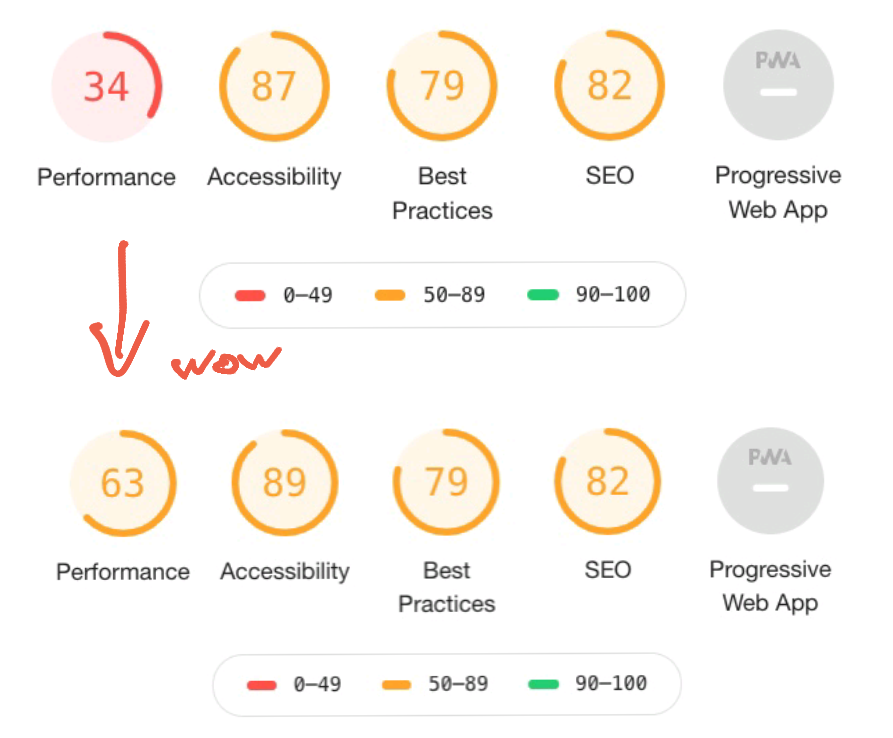 34 87 79 82 PWA
Performance Accessibility Best Practices SEO Progressive Web App
0–49 50–89 90–100
wow
63 89 79 82 PWA
Performance Accessibility Best Practices SEO Progressive Web App
0–49 50–89 90–100